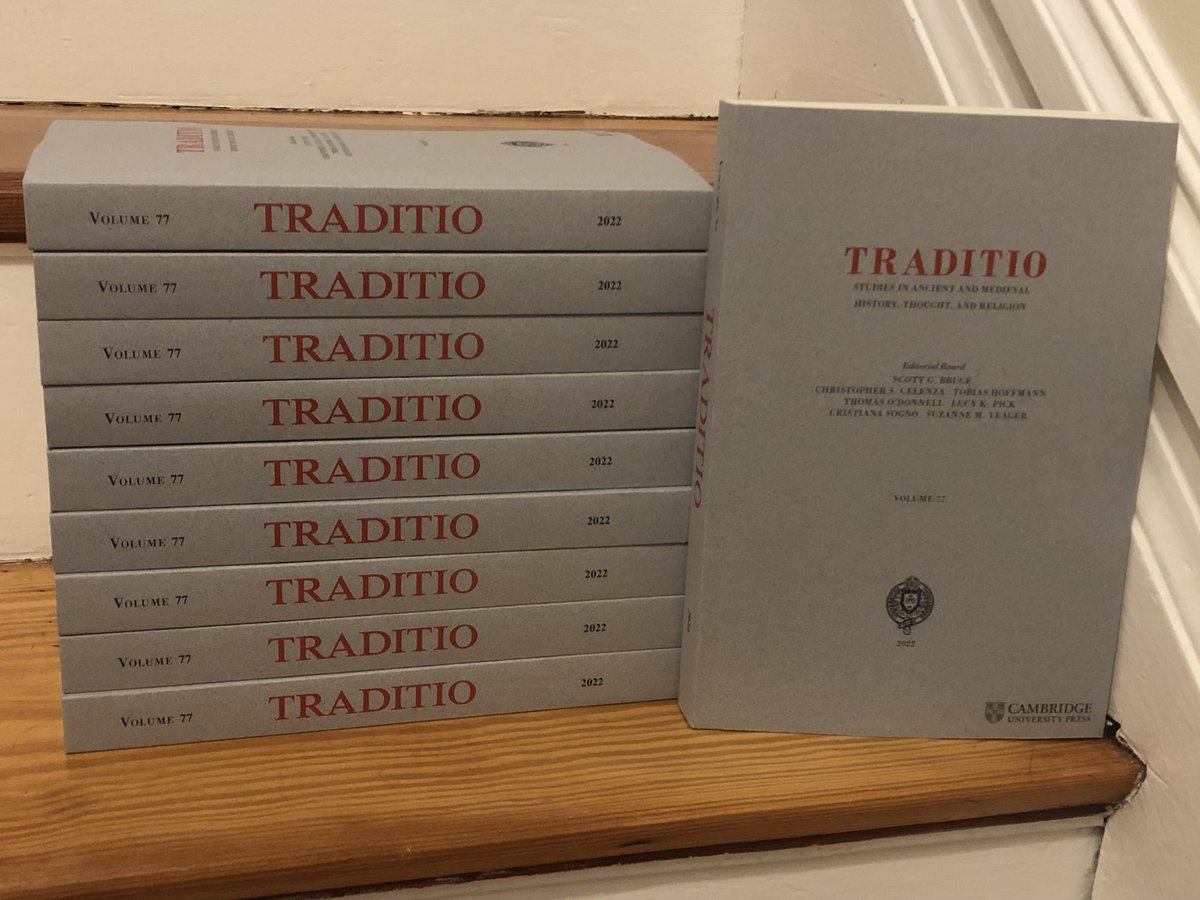 TRADITIO
VOLUME 77 TRADITIO 2022
VOLUME 77 TRADITIO 2022
VOLUME 77 TRADITIO 2022
VOLUME 77 TRADITIO 2022
VOLUME 77 TRADITIO 2022
VOLUME 77 TRADITIO 2022
VOLUME 77 TRADITIO 2022
VOLUME 77 TRADITIO 2022
VOLUME 77 TRADITIO 2022
TRADITIO
2022
TRADITIO
STUDIES IN ANCIENT AND MEDIEVAL
HISTORY, THOUGHT, AND RELIGION
Editorial Board
SCOTT G. BRUCE
CHRISTOPHER S. CELENZA TOBIAS HOFFMANN
THOMAS O'DONNELL LUCY K. PICK
CRISTIANA SOGNO SUZANNE M. YEAGER
VOLUME 77
2022
CAMBRIDGE
UNIVERSITY PRESS